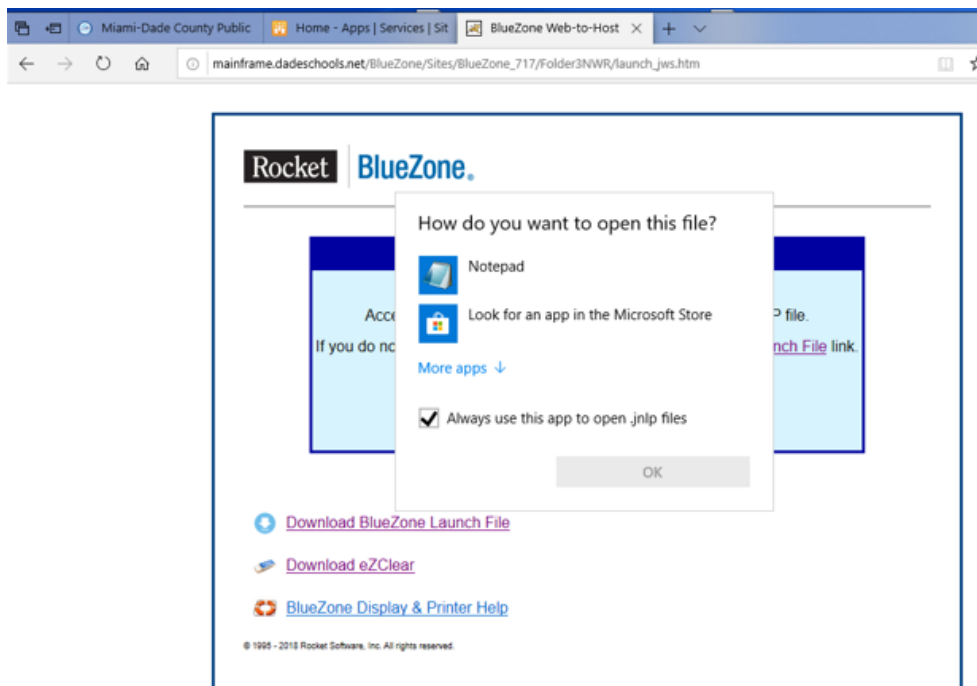 Miami-Dade County Public
Home - Apps | Services | Sit
BlueZone Web-to-Host
mainframe.dadeschools.net/BlueZone/Sites/BlueZone_717/Folder3NWR/launch_jws.htm
Rocket BlueZone®
How do you want to open this file?
Notepad
Look for an app in the Microsoft Store
More apps
Always use this app to open .jnlp files
OK
Acce
P file.
If you do no
nch File link.
Download BlueZone Launch File
Download eZClear
BlueZone Display & Printer Help
© 1995 - 2018 Rocket Software, Inc. All rights reserved.